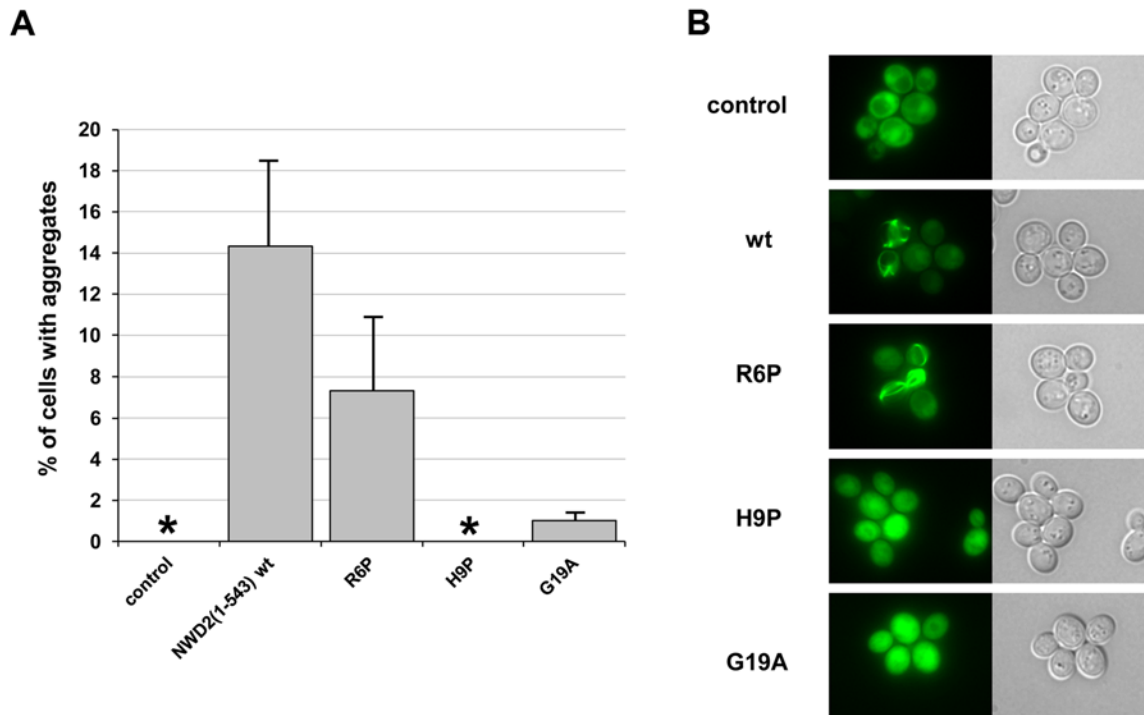 A
% of cells with aggregates
20
18
16
14
12
10
8
6
4
2
0
*
*
control
NWD2(1-543) wt
R6P
H9P
G19A
B
control
wt
R6P
H9P
G19A